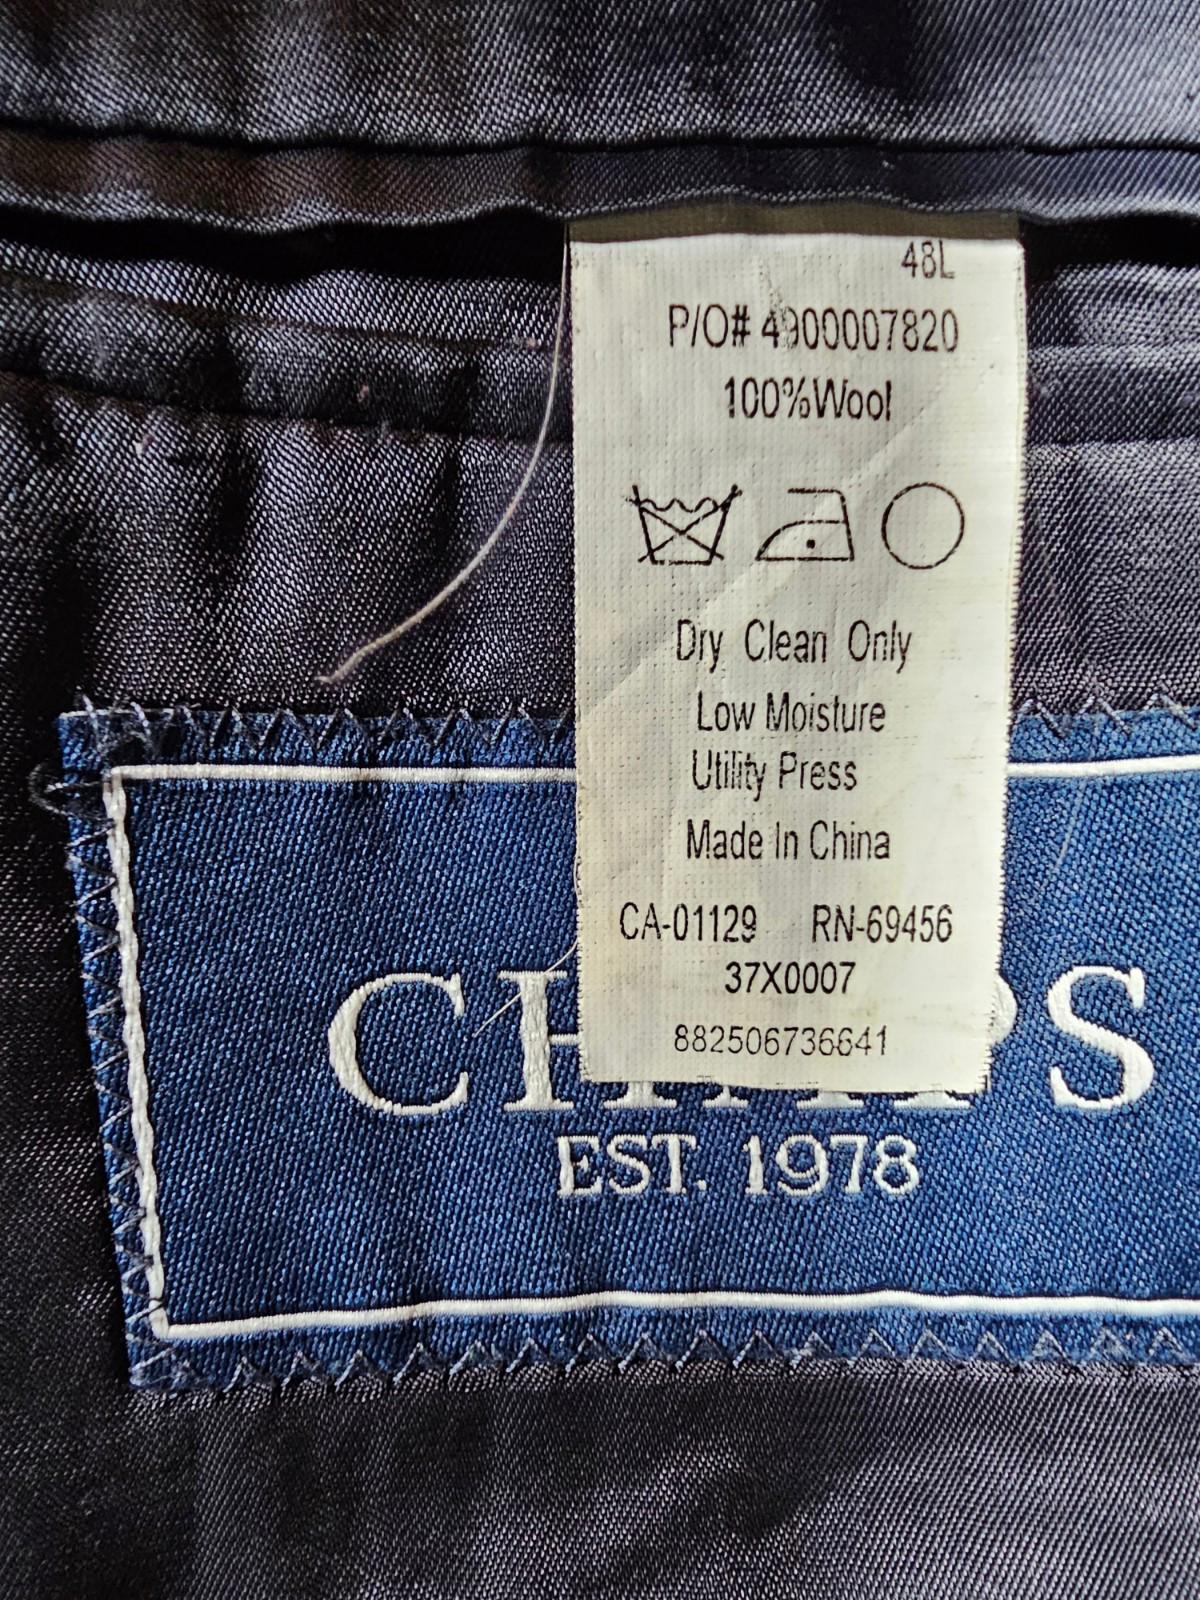 48L
P/O# 4900007820
100%Wool
Dry Clean Only
Low Moisture
Utility Press
Made In China
CA-01129 RN-69456
37X0007
882506736641
CHAPS
EST. 1978